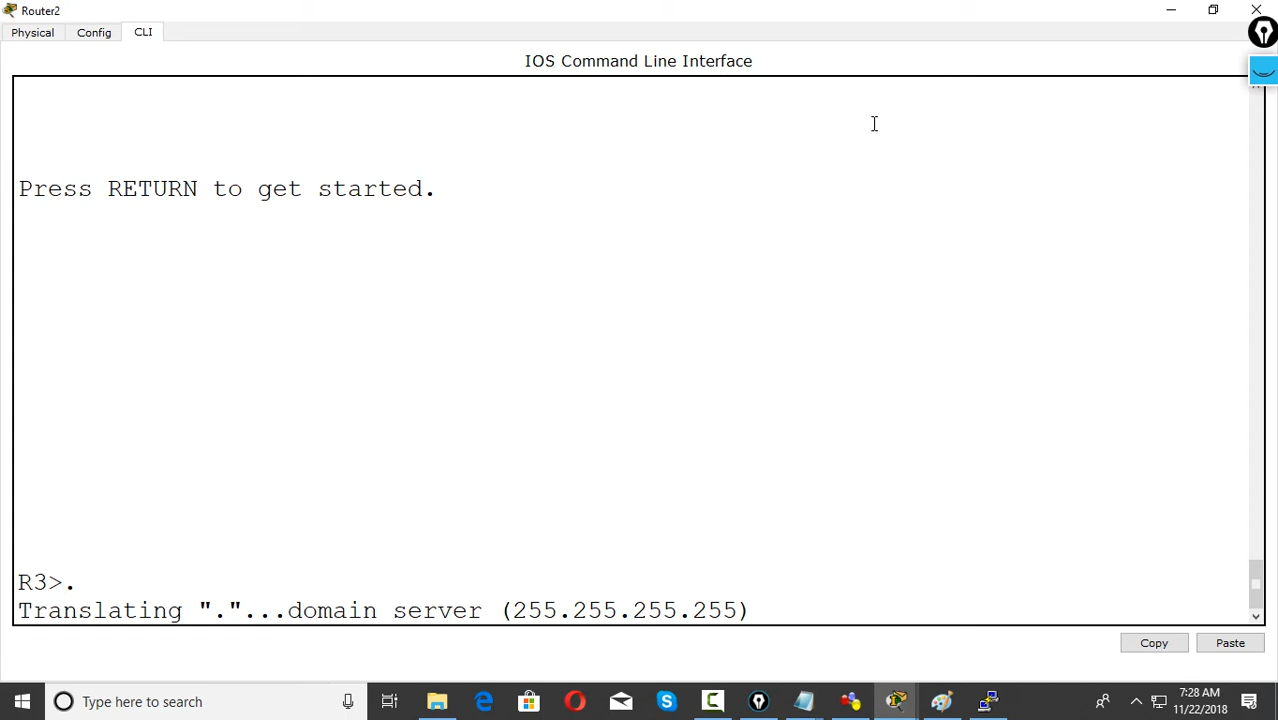 Router2
Physical
Config
CLI
IOS Command Line Interface
Press RETURN to get started.
R3>.
Translating "."...domain server (255.255.255.255)
Copy
Paste
Type here to search
7:28 AM
11/22/2018